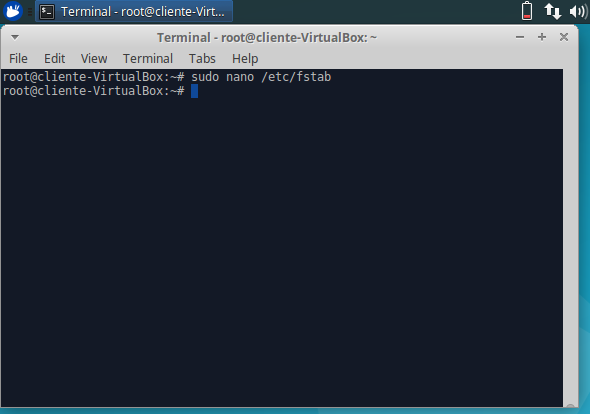 Terminal - root@cliente-Virt...
Terminal - root@cliente-VirtualBox: ~
File Edit View Terminal Tabs Help
root@cliente-VirtualBox:~# sudo nano /etc/fstab
root@cliente-VirtualBox:~#